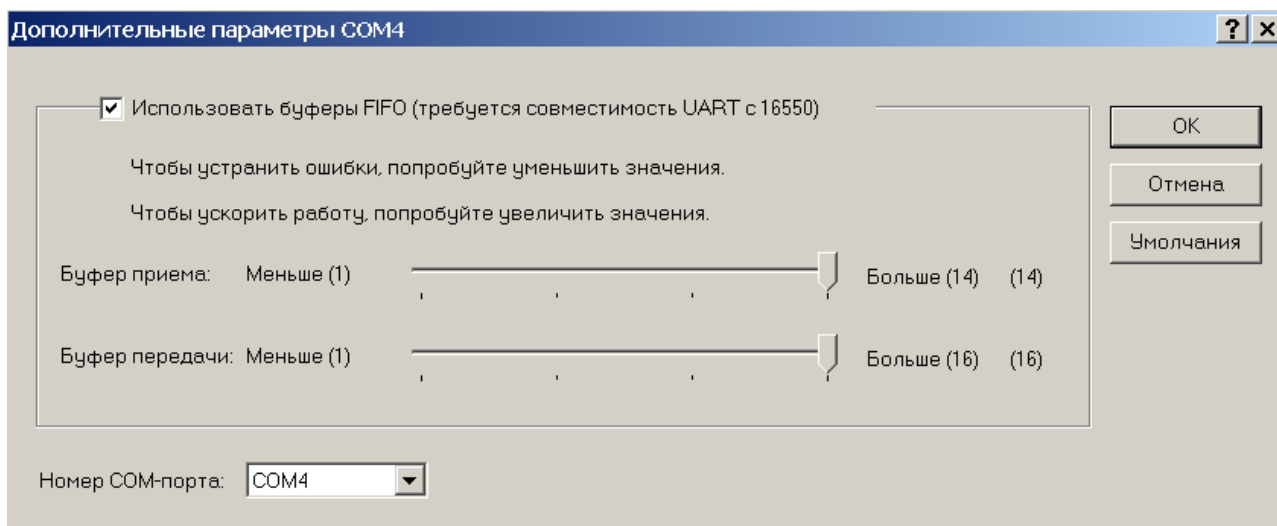 Дополнительные параметры COM4
Использовать буферы FIFO (требуется совместимость UART с 16550)
OK
Чтобы устранить ошибки, попробуйте уменьшить значения.
Отмена
Чтобы ускорить работу, попробуйте увеличить значения.
Умолчания
Буфер приема: Меньше (1) Больше (14) (14)
Буфер передачи: Меньше (1) Больше (16) (16)
Номер COM-порта: COM4